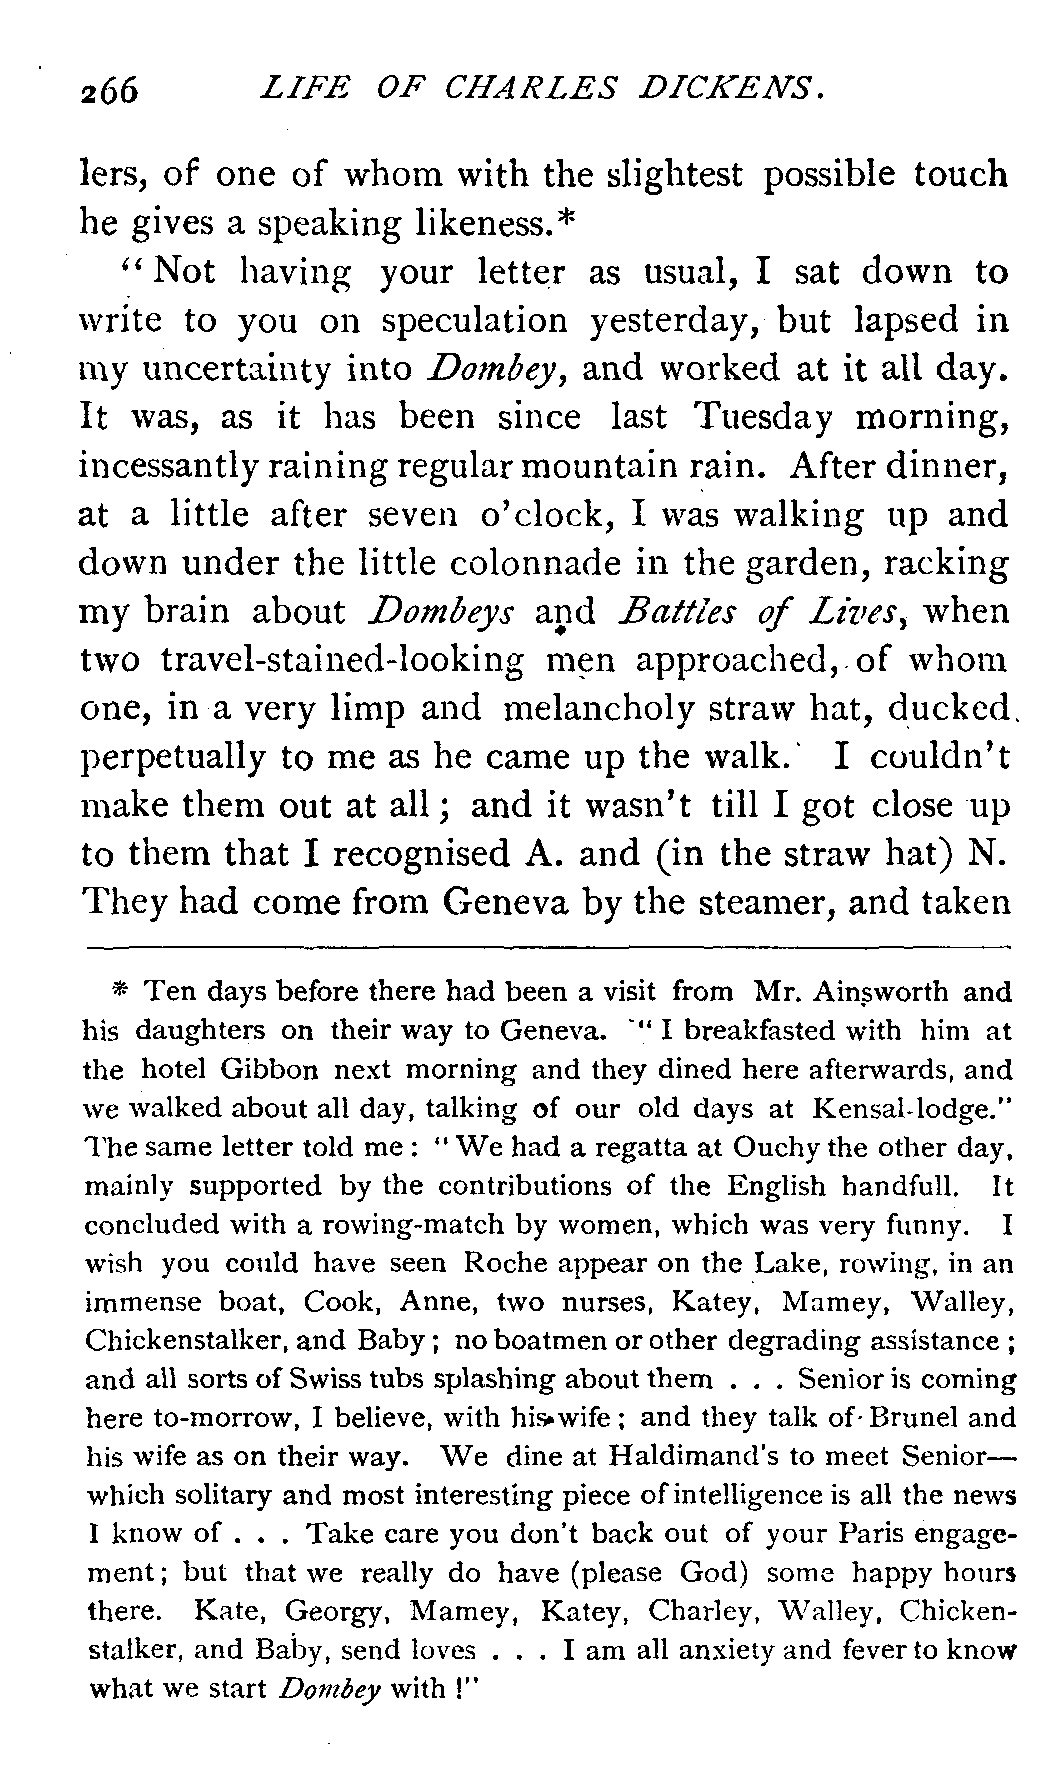 266 LIFE OF CHARLES DICKENS.
lers, of one of whom with the slightest possible touch
he gives a speaking likeness.*
“Not having your letter as usual, I sat down to
write to you on speculation yesterday, but lapsed in
my uncertainty into Dombey, and worked at it all day.
It was, as it has been since last Tuesday morning,
incessantly raining regular mountain rain. After dinner,
at a little after seven o’clock, I was walking up and
down under the little colonnade in the garden, racking
my brain about Dombeys and Battles of Lives, when
two travel-stained-looking men approached, of whom
one, in a very limp and melancholy straw hat, ducked
perpetually to me as he came up the walk. I couldn’t
make them out at all; and it wasn’t till I got close up
to them that I recognised A. and (in the straw hat) N.
They had come from Geneva by the steamer, and taken
* Ten days before there had been a visit from Mr. Ainsworth and
his daughters on their way to Geneva. “I breakfasted with him at
the hotel Gibbon next morning and they dined here afterwards, and
we walked about all day, talking of our old days at Kensal-lodge.”
The same letter told me: “We had a regatta at Ouchy the other day,
mainly supported by the contributions of the English handfull. It
concluded with a rowing-match by women, which was very funny. I
wish you could have seen Roche appear on the Lake, rowing, in an
immense boat, Cook, Anne, two nurses, Katey, Mamey, Walley,
Chickenstalker, and Baby; no boatmen or other degrading assistance;
and all sorts of Swiss tubs splashing about them . . . Senior is coming
here to-morrow, I believe, with his wife; and they talk of Brunel and
his wife as on their way. We dine at Haldimand's to meet Senior—
which solitary and most interesting piece of intelligence is all the news
I know of . . . Take care you don't back out of your Paris engage-
ment; but that we really do have (please God) some happy hours
there. Kate, Georgy, Mamey, Katey, Charley, Walley, Chicken-
stalker, and Baby, send loves . . . I am all anxiety and fever to know
what we start Dombey with!”